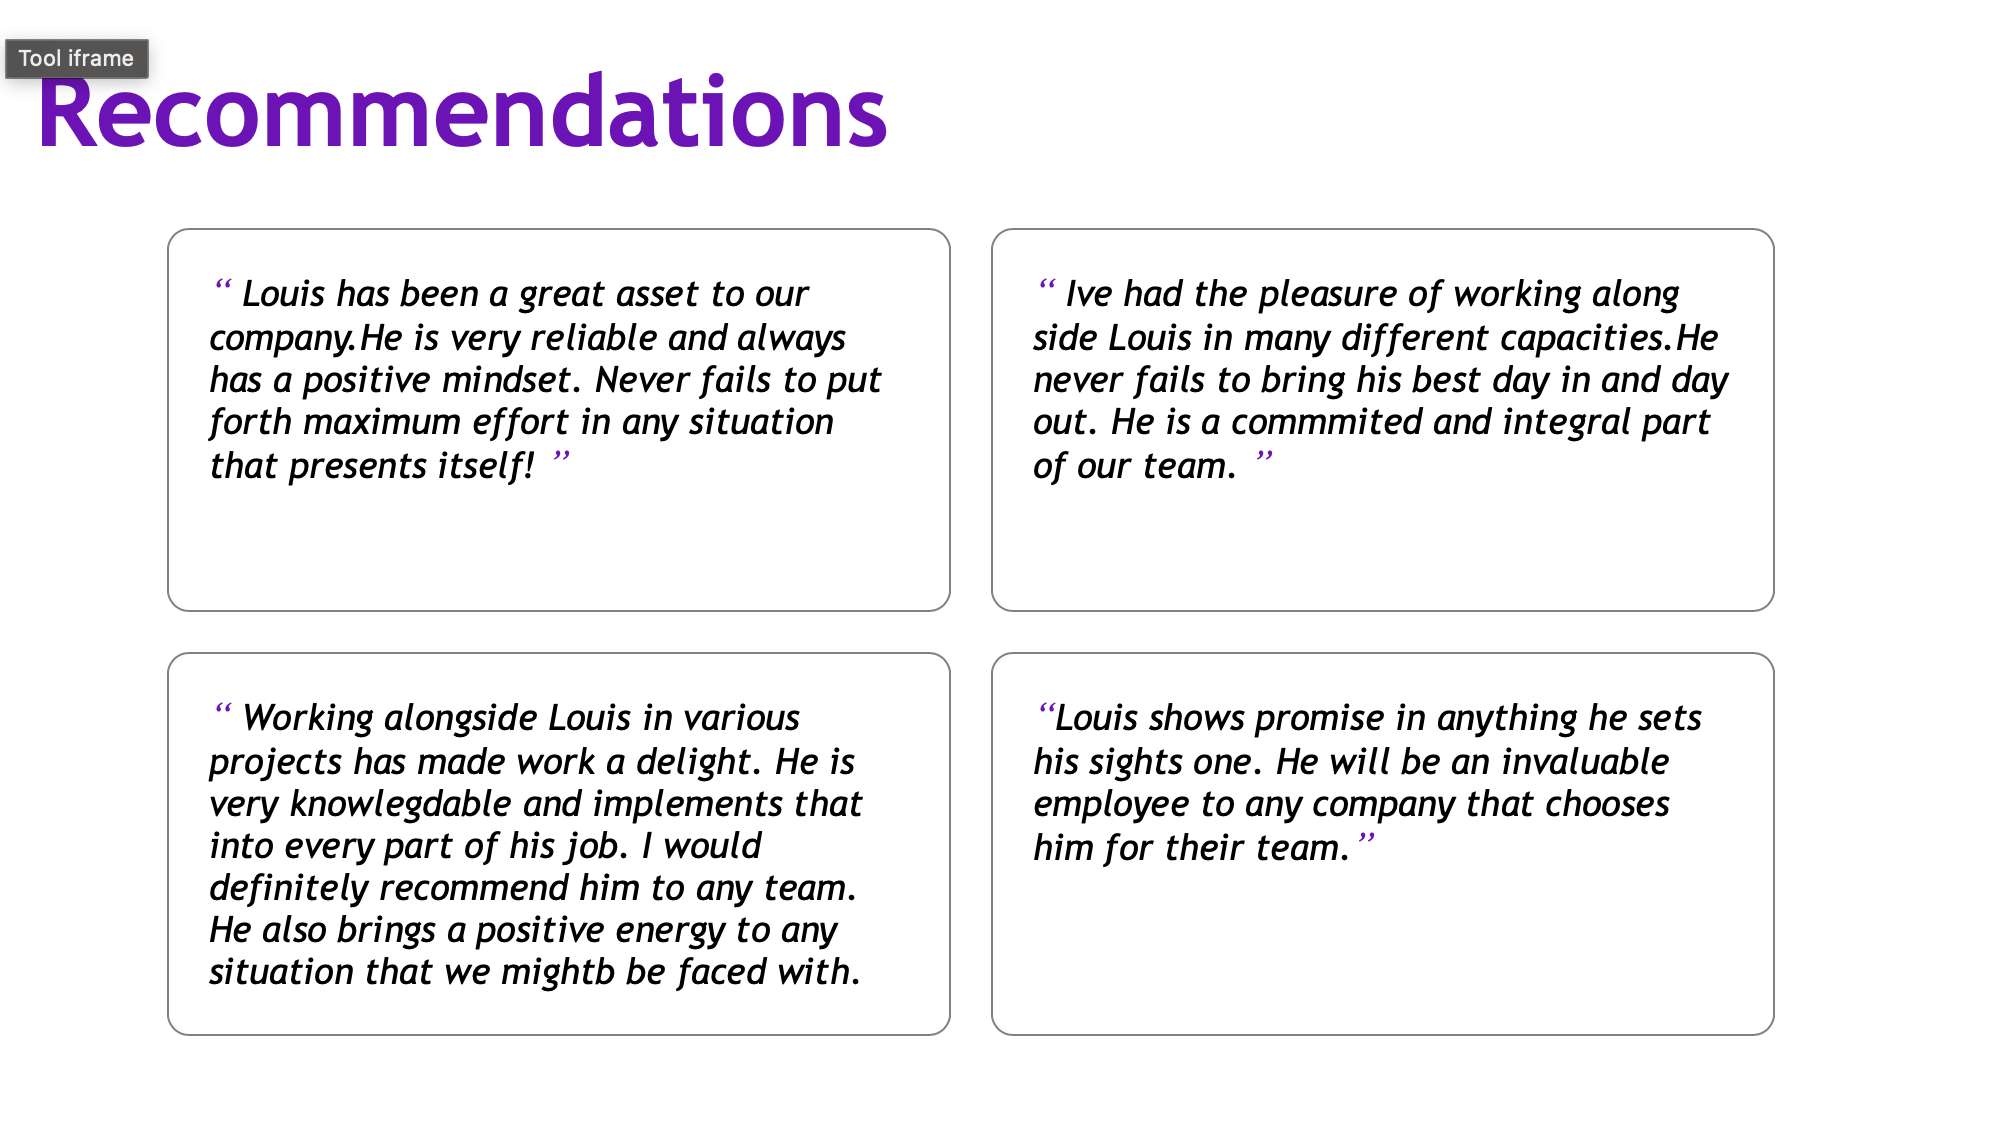 Tool iframe
Recommendations
“ Louis has been a great asset to our
company.He is very reliable and always
has a positive mindset. Never fails to put
forth maximum effort in any situation
that presents itself! ”
“ Ive had the pleasure of working along
side Louis in many different capacities.He
never fails to bring his best day in and day
out. He is a commmited and integral part
of our team. ”
“ Working alongside Louis in various
projects has made work a delight. He is
very knowlegdable and implements that
into every part of his job. I would
definitely recommend him to any team.
He also brings a positive energy to any
situation that we mightb be faced with.
“Louis shows promise in anything he sets
his sights one. He will be an invaluable
employee to any company that chooses
him for their team.”